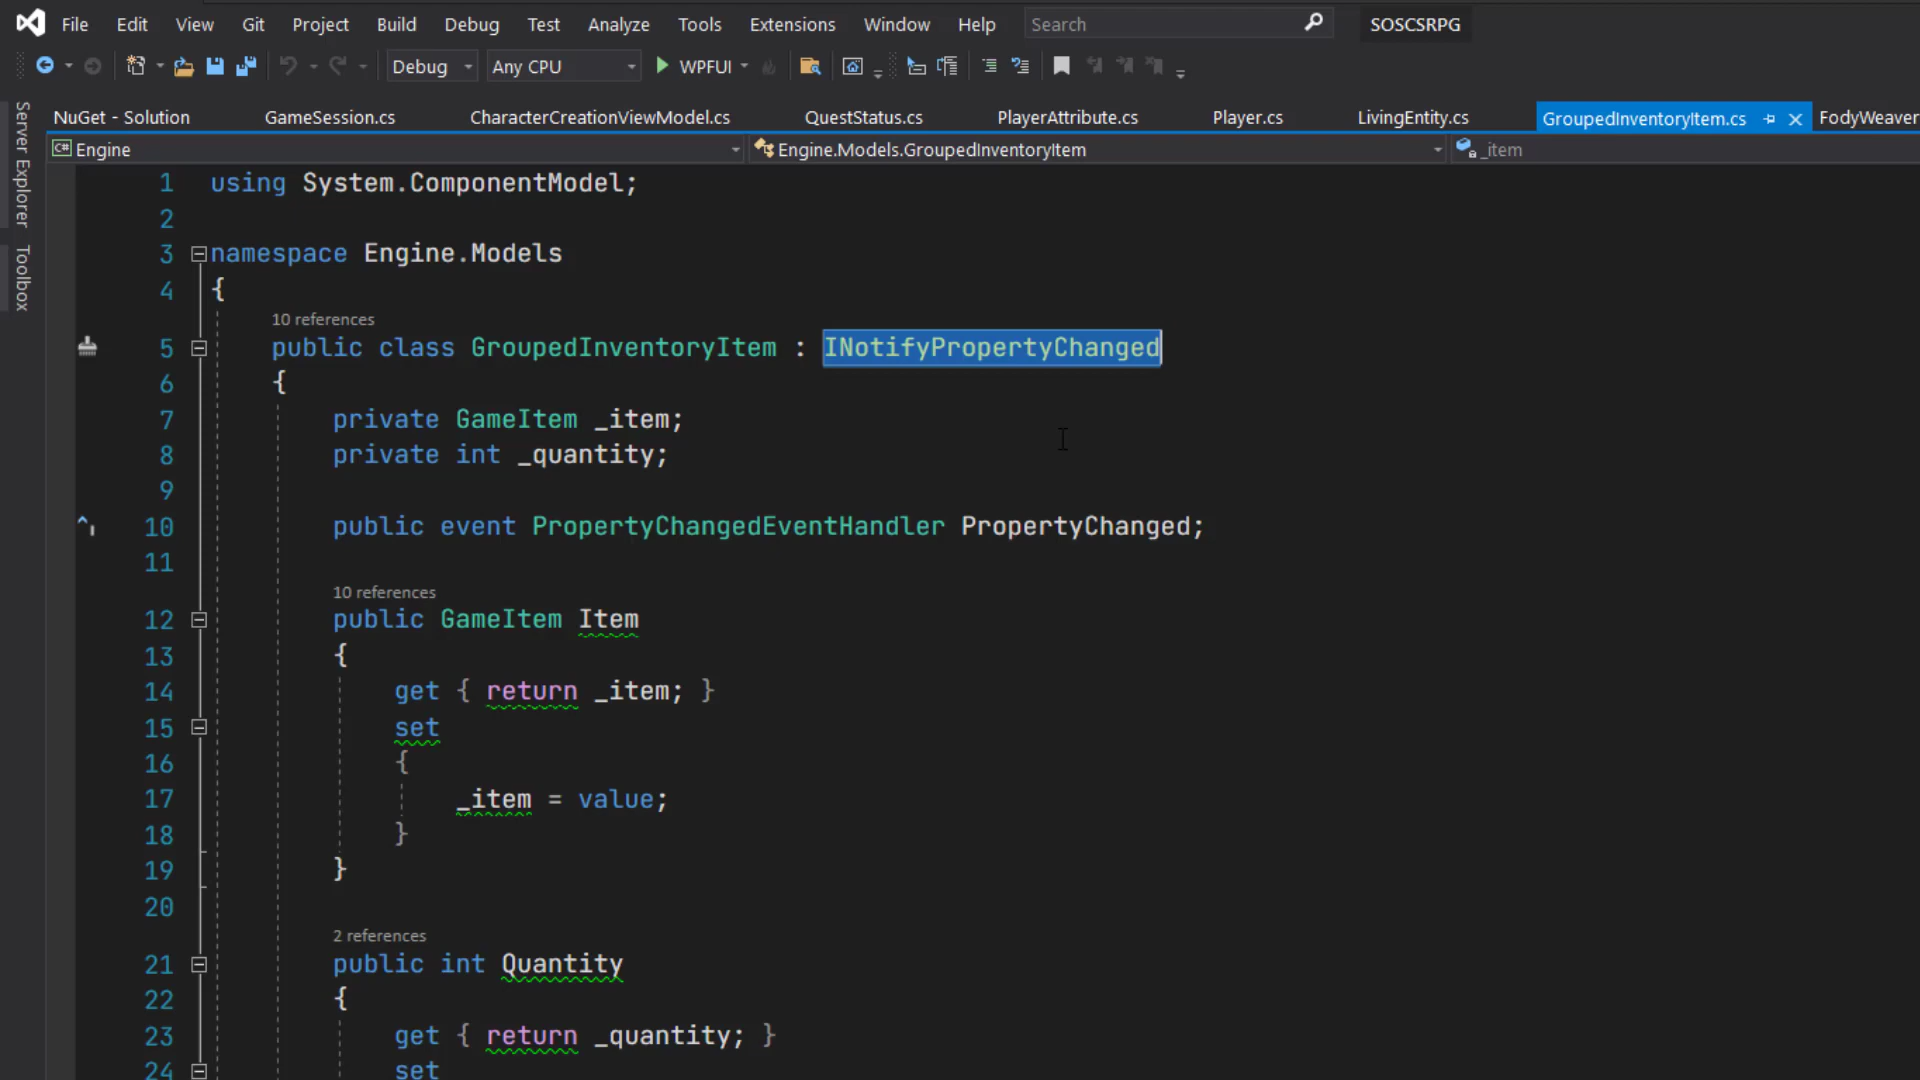 File Edit View Git Project Build Debug Test Analyze Tools Extensions Window Help Search SOSCSRPG
Debug Any CPU WPFUI
NuGet - Solution GameSession.cs CharacterCreationViewModel.cs QuestStatus.cs PlayerAttribute.cs Player.cs LivingEntity.cs GroupedInventoryItem.cs FodyWeaver
Server Explorer
Toolbox
C# Engine Engine.Models.GroupedInventoryItem _item
1 using System.ComponentModel;
2
3 namespace Engine.Models
4 {
10 references
5 public class GroupedInventoryItem : INotifyPropertyChanged
6 {
7 private GameItem _item;
8 private int _quantity;
9
10 public event PropertyChangedEventHandler PropertyChanged;
11
10 references
12 public GameItem Item
13 {
14 get { return _item; }
15 set
16 {
17 _item = value;
18 }
19 }
20
2 references
21 public int Quantity
22 {
23 get { return _quantity; }
24 set